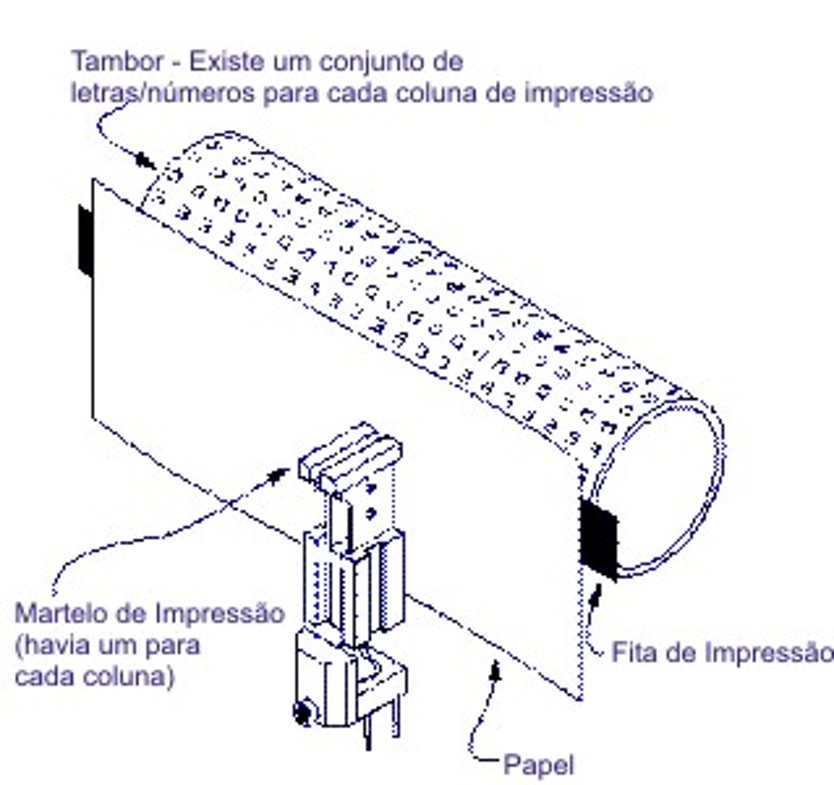 Tambor - Existe um conjunto de
letras/números para cada coluna de impressão
Martelo de Impressão
(havia um para
cada coluna)
Fita de Impressão
Papel